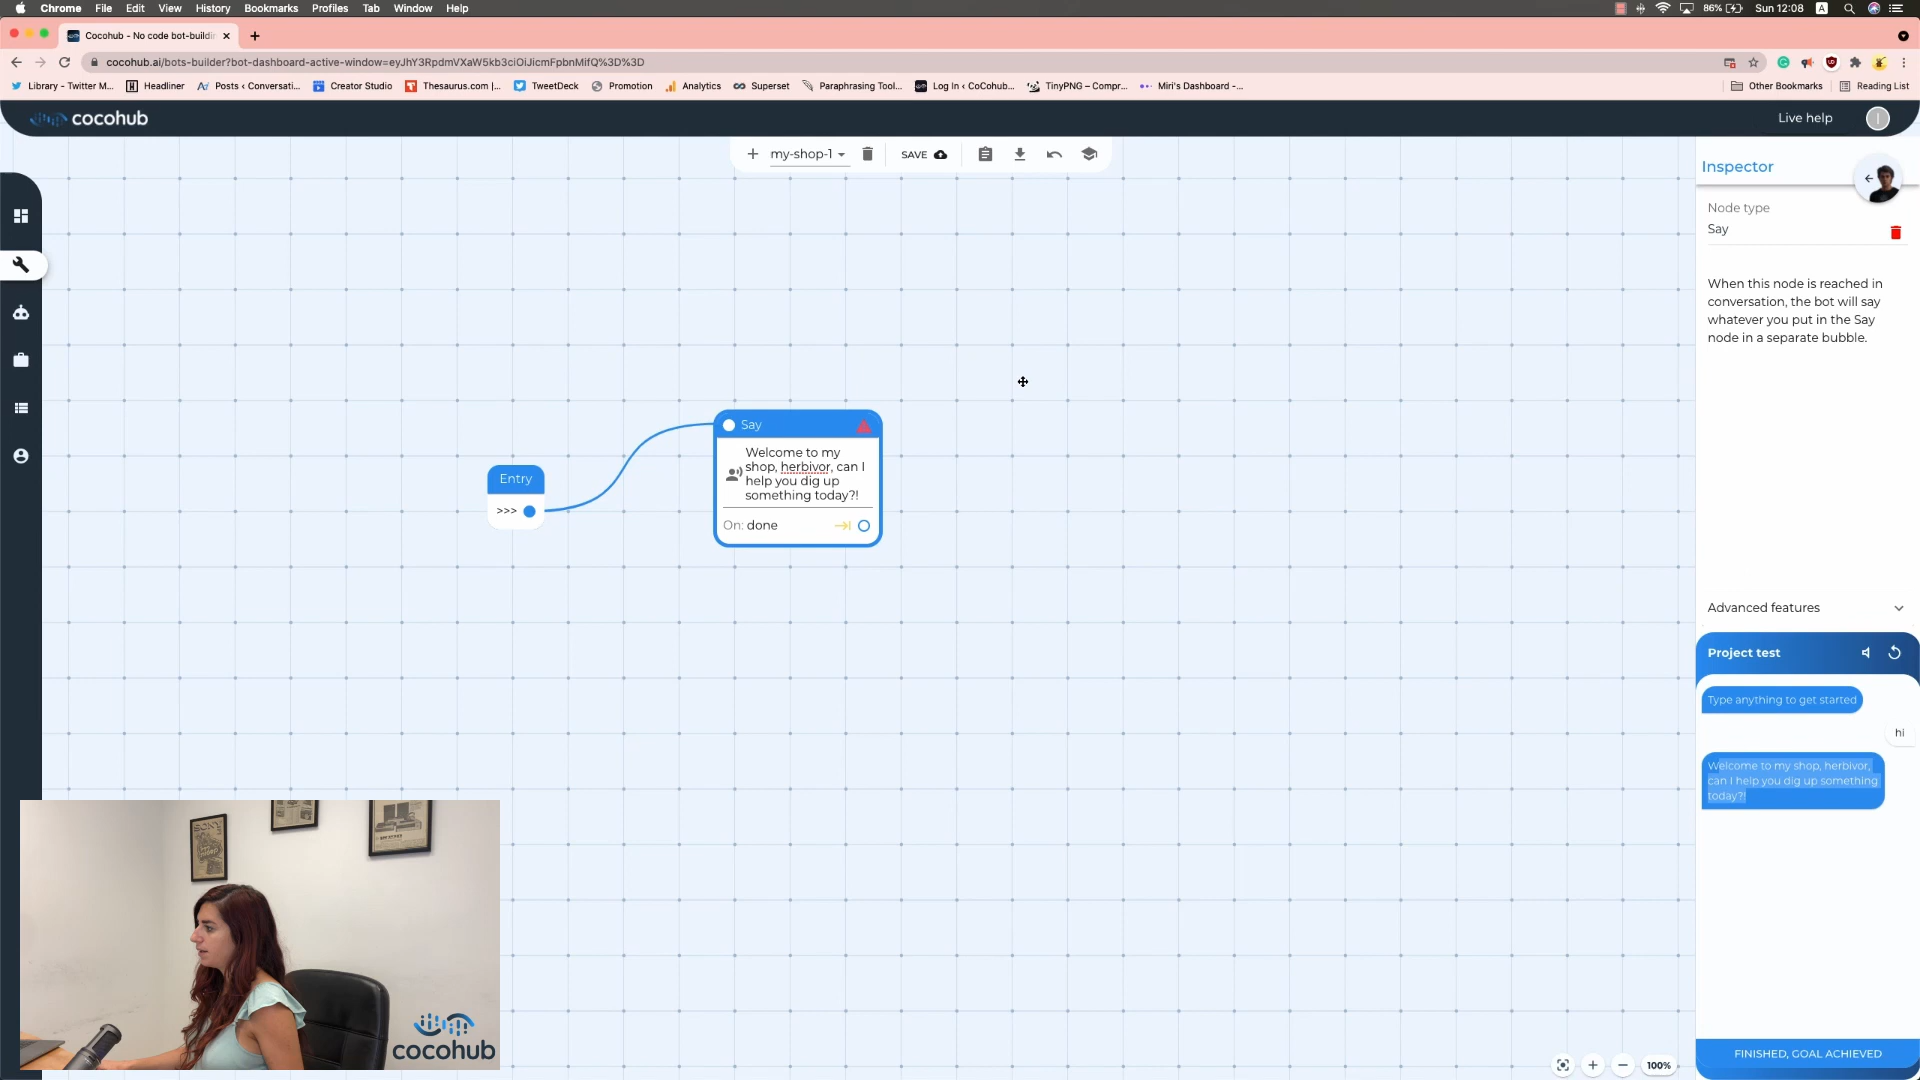 Chrome File Edit View History Bookmarks Profiles Tab Window Help
86% Sun 12:08 A
Cocohub - No code bot-buildin
cocohub.ai/bots-builder?bot-dashboard-active-window=eyJhY3RpdmVXaW5kb3ciOiJicmFpbnMifQ%3D%3D
Library - Twitter M... Headliner Posts ‹ Conversati... Creator Studio Thesaurus.com |... TweetDeck Promotion Analytics Superset Paraphrasing Tool... Log In ‹ CoCohub... TinyPNG – Compr... Miri's Dashboard -... Other Bookmarks Reading List
cocohub
Live help
I
my-shop-1
SAVE
Inspector
Node type
Say
When this node is reached in
conversation, the bot will say
whatever you put in the Say
node in a separate bubble.
Entry
>>>
Say
Welcome to my
shop, herbivor, can I
help you dig up
something today?!
On: done
Advanced features
Project test
Type anything to get started
hi
Welcome to my shop, herbivor,
can I help you dig up something
today?!
FINISHED, GOAL ACHIEVED
100%
SONY
cocohub